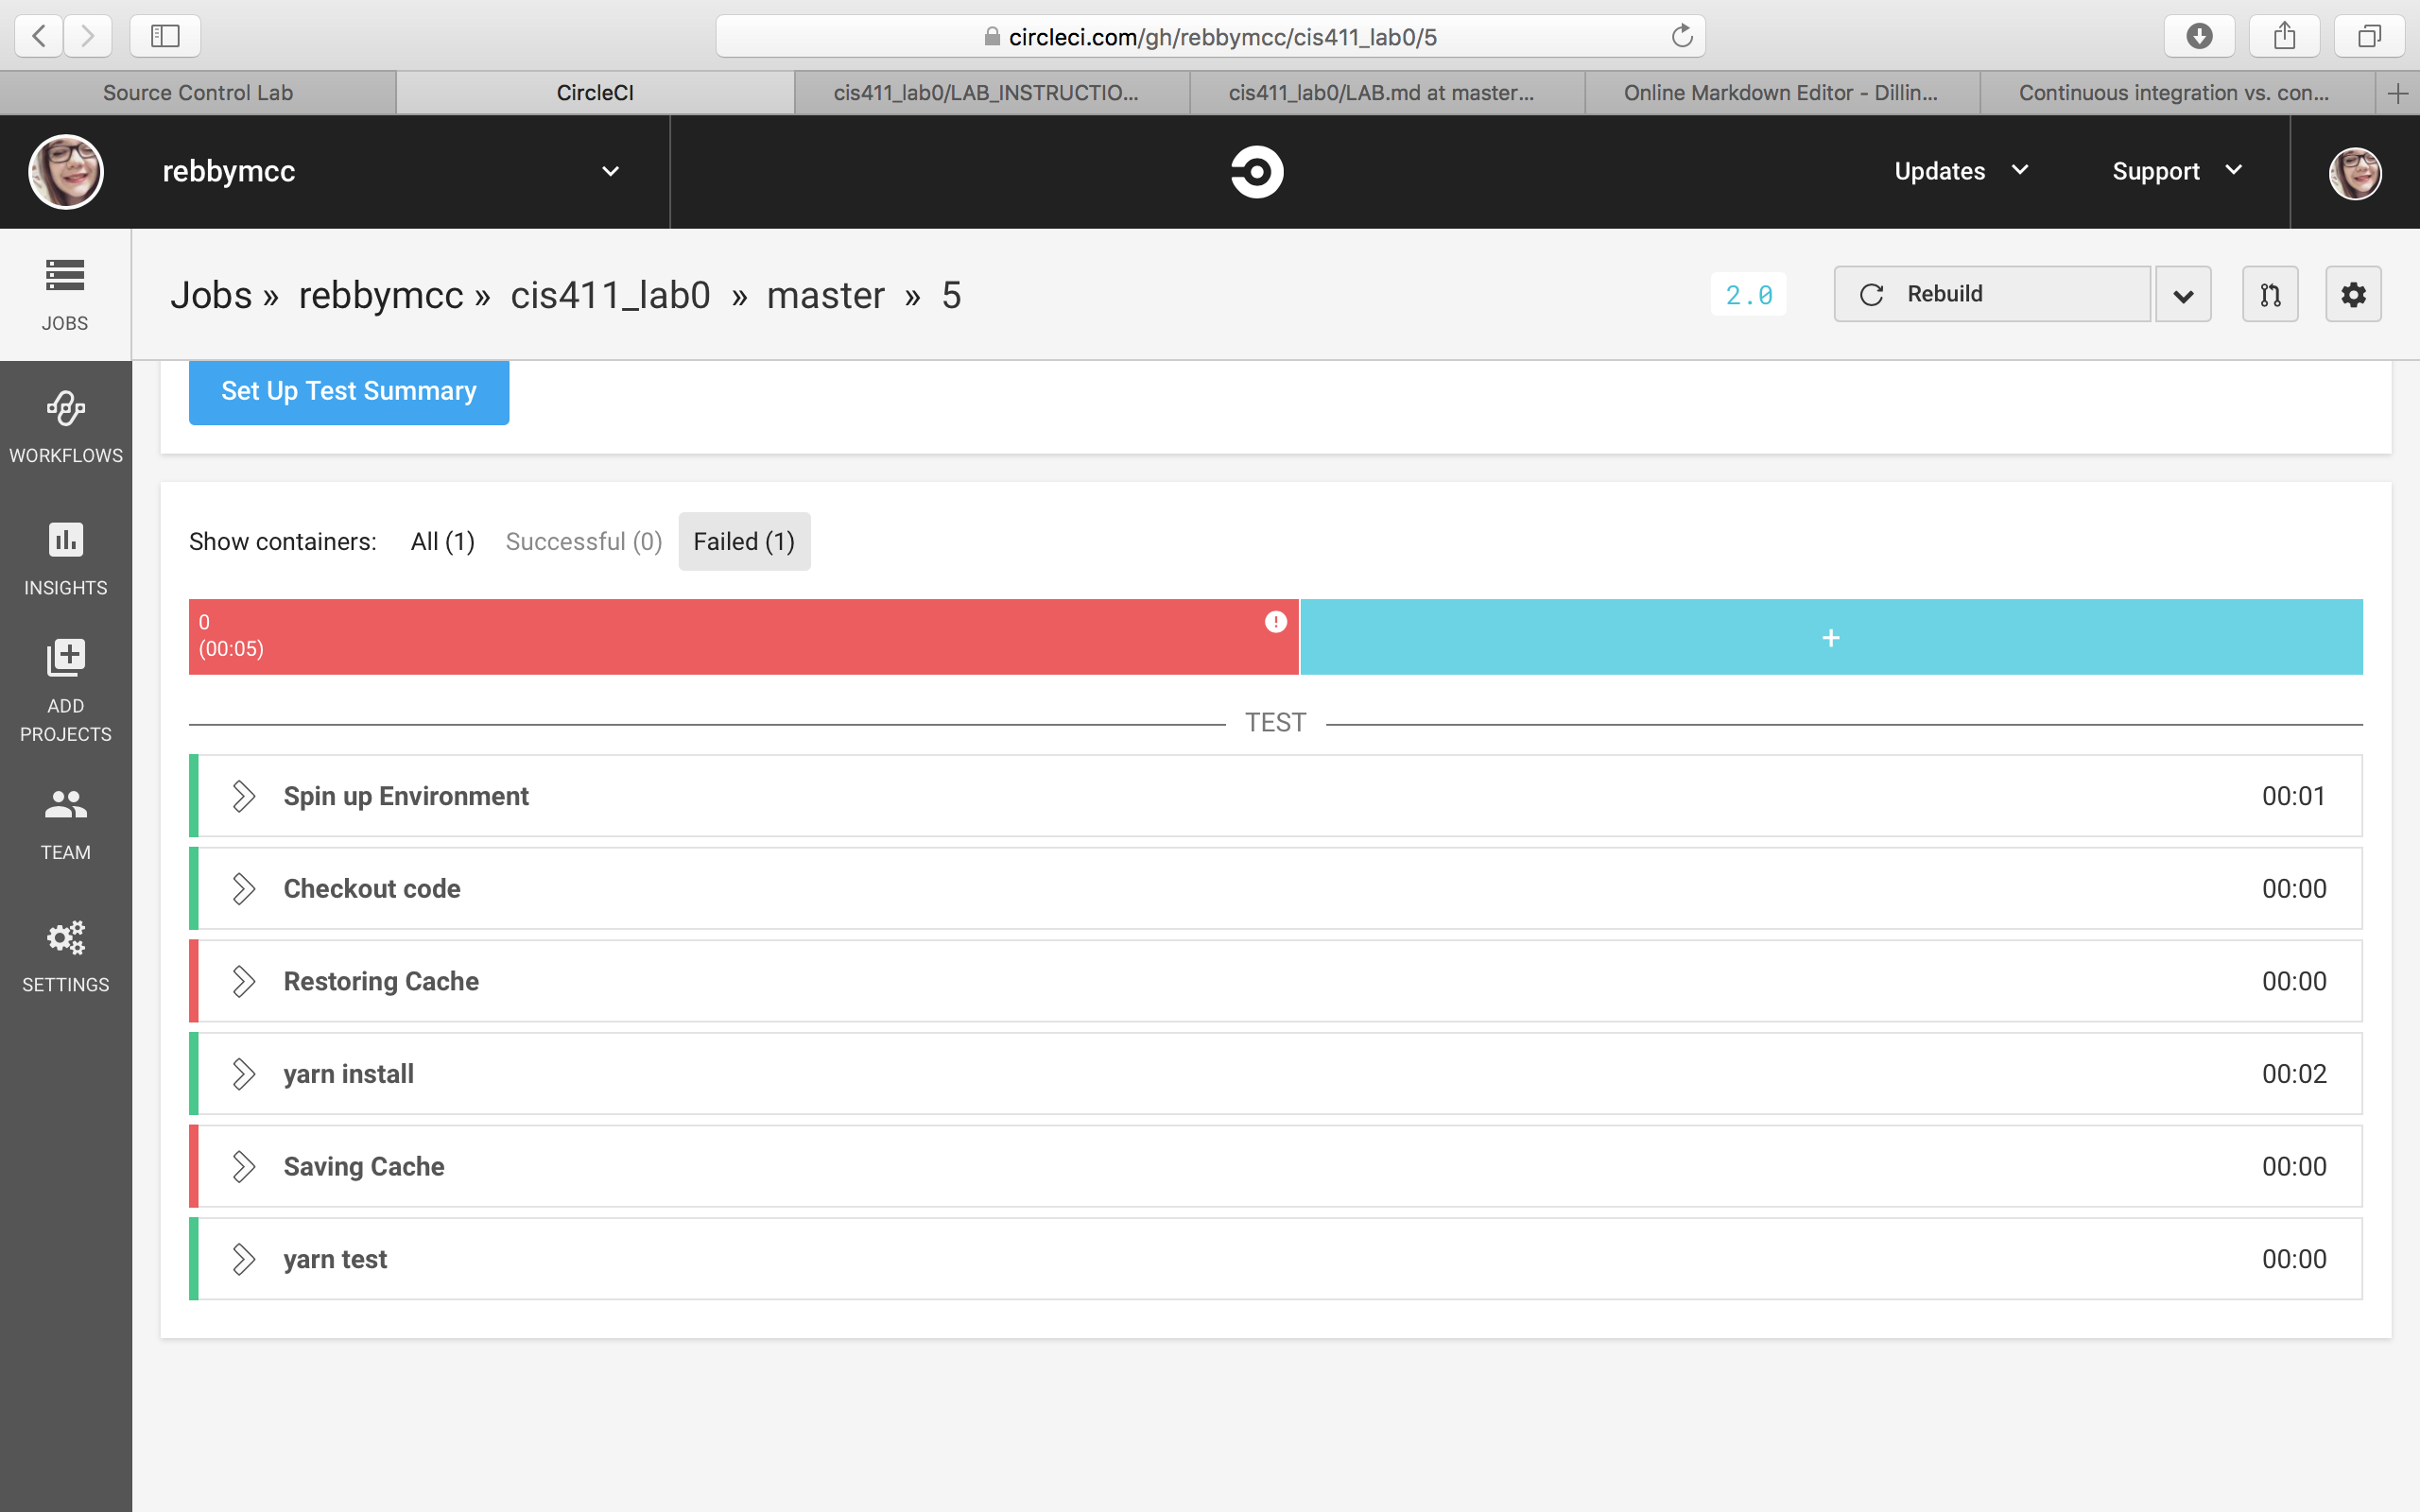 circleci.com/gh/rebbymcc/cis411_lab0/5
Source Control Lab
CircleCI
cis411_lab0/LAB_INSTRUCTIO...
cis411_lab0/LAB.md at master...
Online Markdown Editor - Dillin...
Continuous integration vs. con...
rebbymcc
Updates
Support
JOBS
Jobs » rebbymcc » cis411_lab0 » master » 5
2.0
Rebuild
Set Up Test Summary
WORKFLOWS
INSIGHTS
ADD
PROJECTS
TEAM
SETTINGS
Show containers: All (1) Successful (0) Failed (1)
0
(00:05)
!
+
TEST
Spin up Environment 00:01
Checkout code 00:00
Restoring Cache 00:00
yarn install 00:02
Saving Cache 00:00
yarn test 00:00